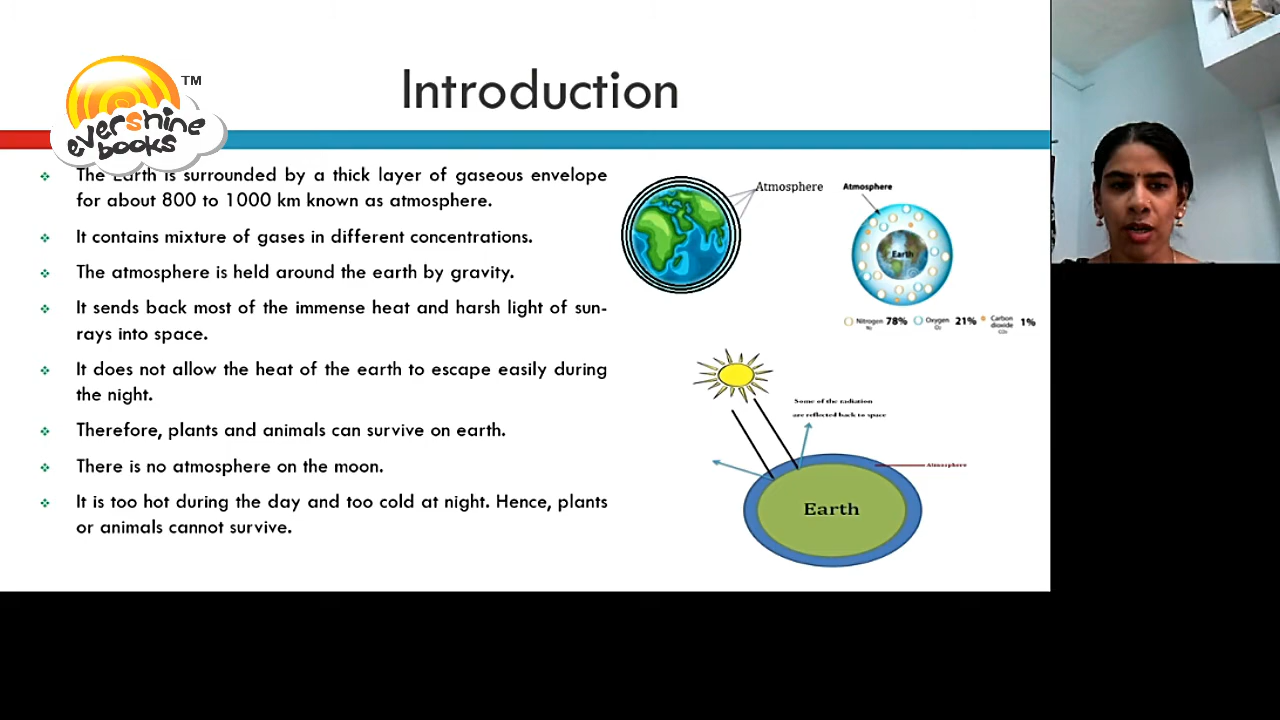 TM
evershine
books
Introduction
The Earth is surrounded by a thick layer of gaseous envelope
for about 800 to 1000 km known as atmosphere.
It contains mixture of gases in different concentrations.
The atmosphere is held around the earth by gravity.
It sends back most of the immense heat and harsh light of sun-
rays into space.
It does not allow the heat of the earth to escape easily during
the night.
Therefore, plants and animals can survive on earth.
There is no atmosphere on the moon.
It is too hot during the day and too cold at night. Hence, plants
or animals cannot survive.
Atmosphere
Atmosphere
Earth
Nitrogen N₂ 78% Oxygen O₂ 21% Carbon dioxide CO₂ 1%
Some of the radiation
are reflected back to space
Atmosphere
Earth